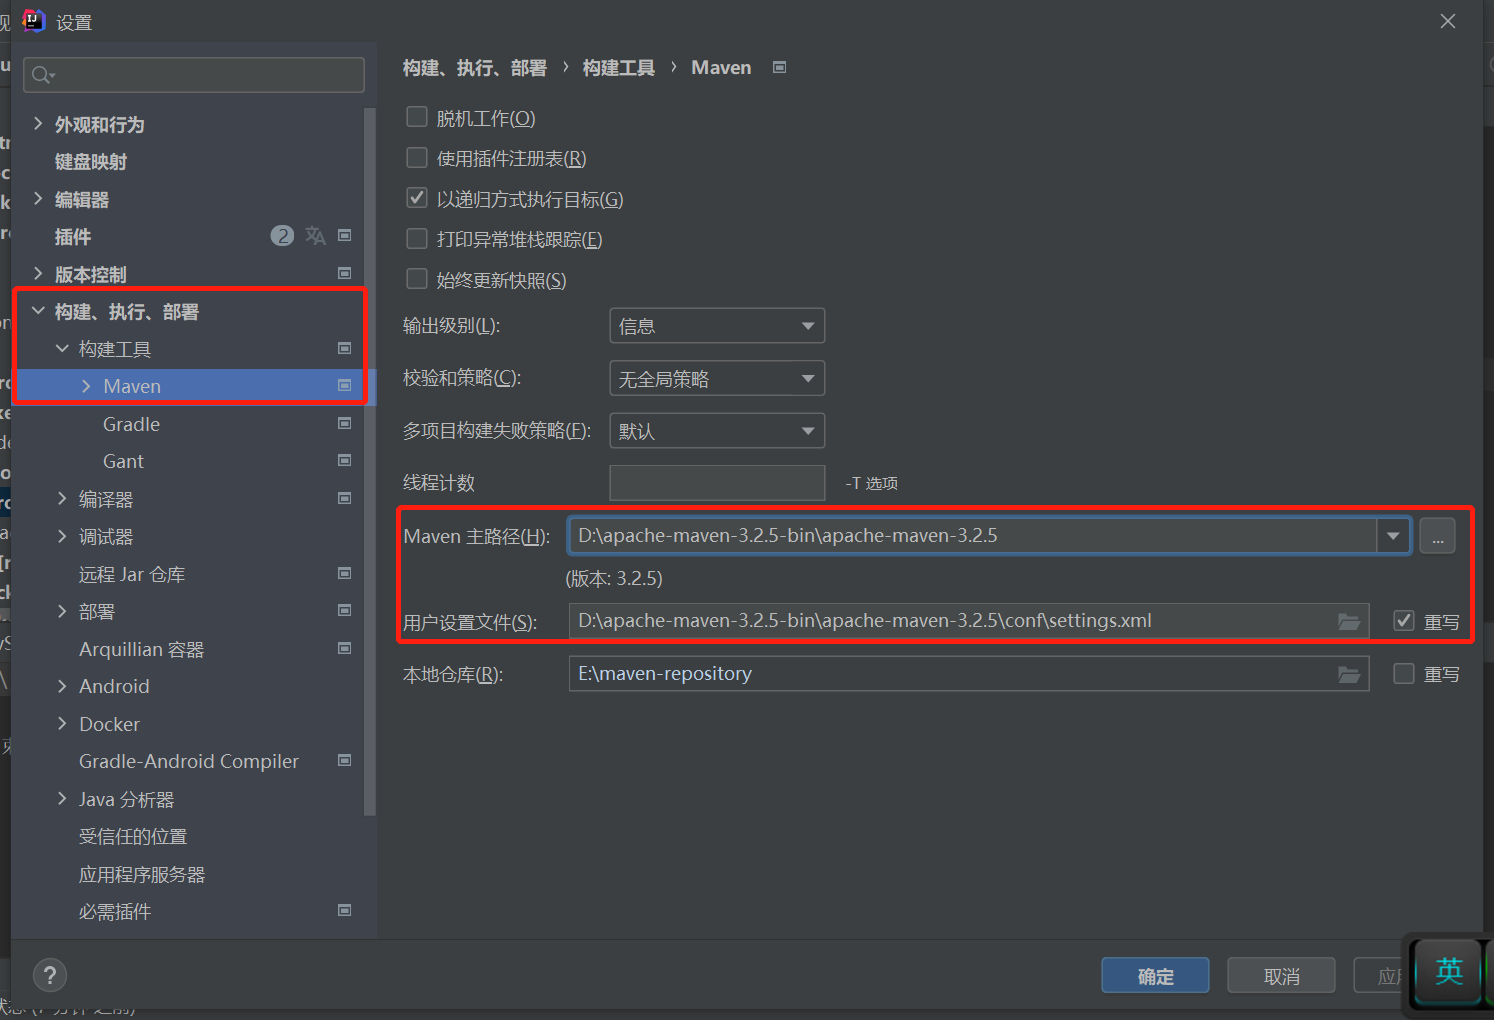 设置
外观和行为
键盘映射
编辑器
插件 2
版本控制
构建、执行、部署
构建工具
Maven
Gradle
Gant
编译器
调试器
远程 Jar 仓库
部署
Arquillian 容器
Android
Docker
Gradle-Android Compiler
Java 分析器
受信任的位置
应用程序服务器
必需插件
构建、执行、部署 › 构建工具 › Maven
脱机工作(O)
使用插件注册表(R)
以递归方式执行目标(G)
打印异常堆栈跟踪(E)
始终更新快照(S)
输出级别(L): 信息
校验和策略(C): 无全局策略
多项目构建失败策略(F): 默认
线程计数 -T 选项
Maven 主路径(H): D:\apache-maven-3.2.5-bin\apache-maven-3.2.5 ...
(版本: 3.2.5)
用户设置文件(S): D:\apache-maven-3.2.5-bin\apache-maven-3.2.5\conf\settings.xml 重写
本地仓库(R): E:\maven-repository 重写
? 确定 取消 应
英